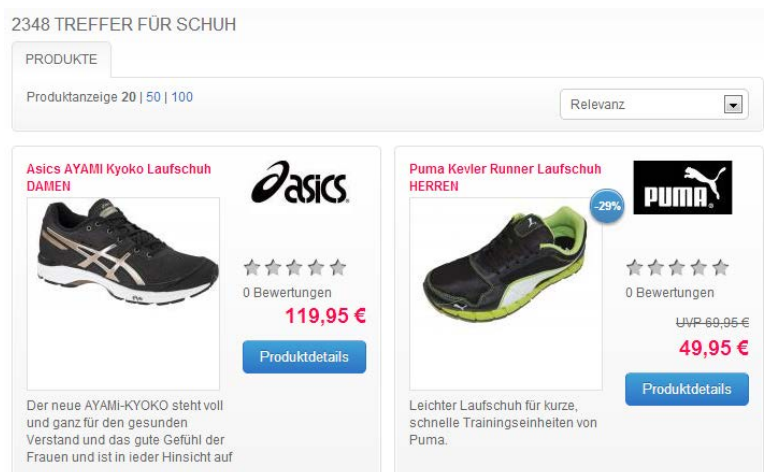 2348 TREFFER FÜR SCHUH
PRODUKTE
Produktanzeige 20 | 50 | 100
Relevanz
Asics AYAMI Kyoko Laufschuh
DAMEN
asics
0 Bewertungen
119,95 €
Produktdetails
Der neue AYAMi-KYOKO steht voll
und ganz für den gesunden
Verstand und das gute Gefühl der
Frauen und ist in jeder Hinsicht auf
Puma Kevler Runner Laufschuh
HERREN
-29%
PUMA
0 Bewertungen
UVP 69,95 €
49,95 €
Produktdetails
Leichter Laufschuh für kurze,
schnelle Trainingseinheiten von
Puma.